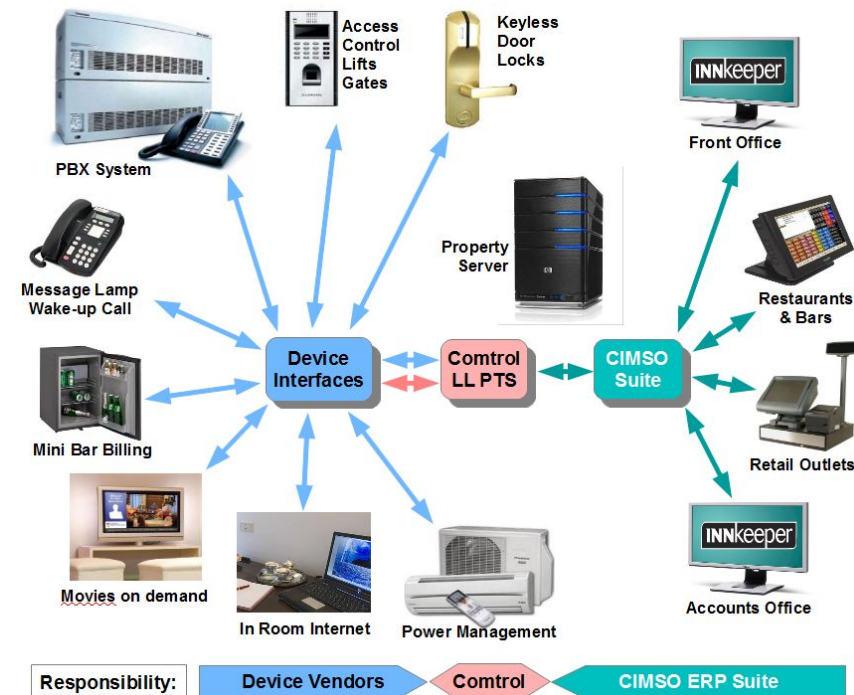 Access
Control
Lifts
Gates
Keyless
Door
Locks
INNkeeper
Front Office
PBX System
Property
Server
Message Lamp
Wake-up Call
Restaurants
& Bars
Device
Interfaces
Comtrol
LL PTS
CIMSO
Suite
Mini Bar Billing
Retail Outlets
Movies on demand
In Room Internet
Power Management
INNkeeper
Accounts Office
Responsibility:
Device Vendors
Comtrol
CIMSO ERP Suite